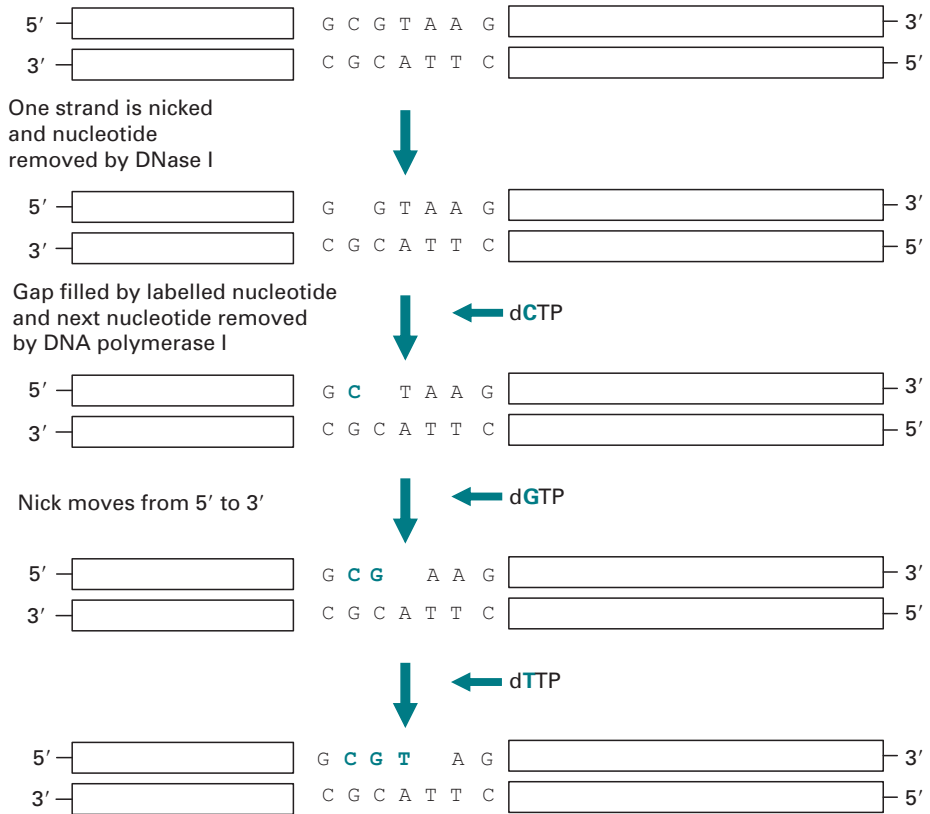 5′ G C G T A A G 3′
3′ C G C A T T C 5′
One strand is nicked
and nucleotide
removed by DNase I
5′ G G T A A G 3′
3′ C G C A T T C 5′
Gap filled by labelled nucleotide
and next nucleotide removed
by DNA polymerase I
dCTP
5′ G C T A A G 3′
3′ C G C A T T C 5′
Nick moves from 5′ to 3′
dGTP
5′ G C G A A G 3′
3′ C G C A T T C 5′
dTTP
5′ G C G T A G 3′
3′ C G C A T T C 5′